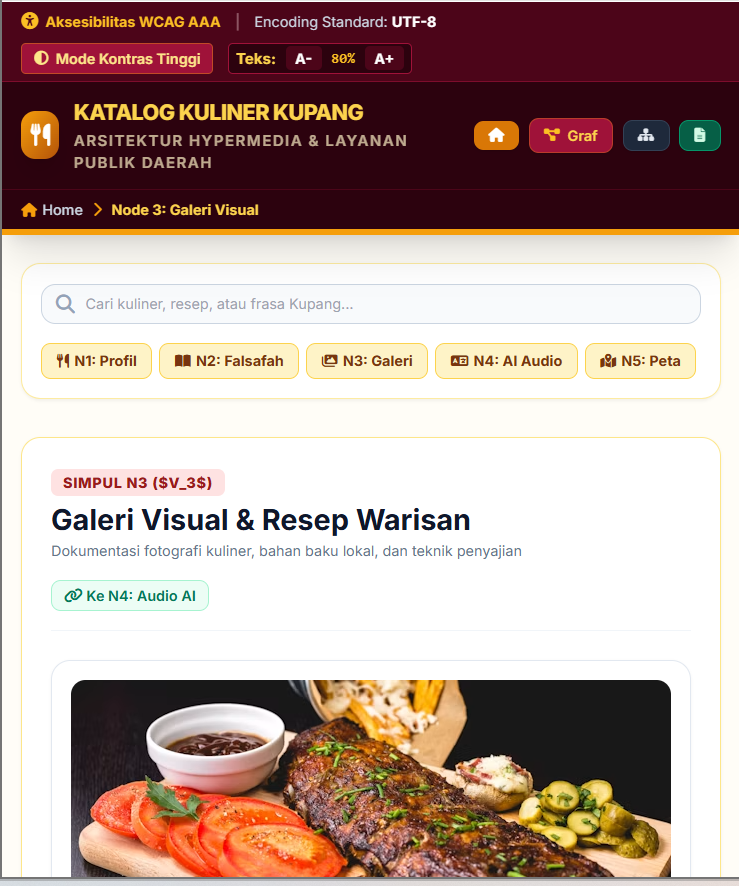 Aksesibilitas WCAG AAA | Encoding Standard: UTF-8
Mode Kontras Tinggi Teks: A- 80% A+
KATALOG KULINER KUPANG
ARSITEKTUR HYPERMEDIA & LAYANAN
PUBLIK DAERAH
Graf
Home > Node 3: Galeri Visual
Cari kuliner, resep, atau frasa Kupang...
N1: Profil N2: Falsafah N3: Galeri N4: AI Audio N5: Peta
SIMPUL N3 ($V_3$)
Galeri Visual & Resep Warisan
Dokumentasi fotografi kuliner, bahan baku lokal, dan teknik penyajian
Ke N4: Audio AI